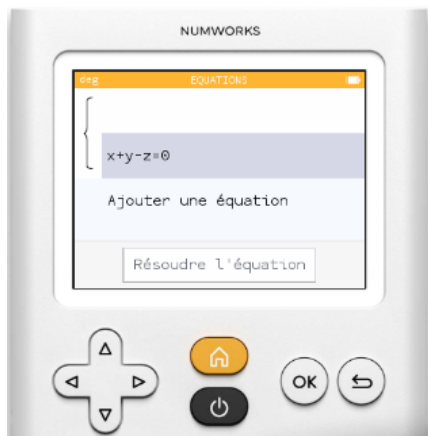 NUMWORKS
deg EQUATIONS
x+y-z=0
Ajouter une équation
Résoudre l'équation
OK